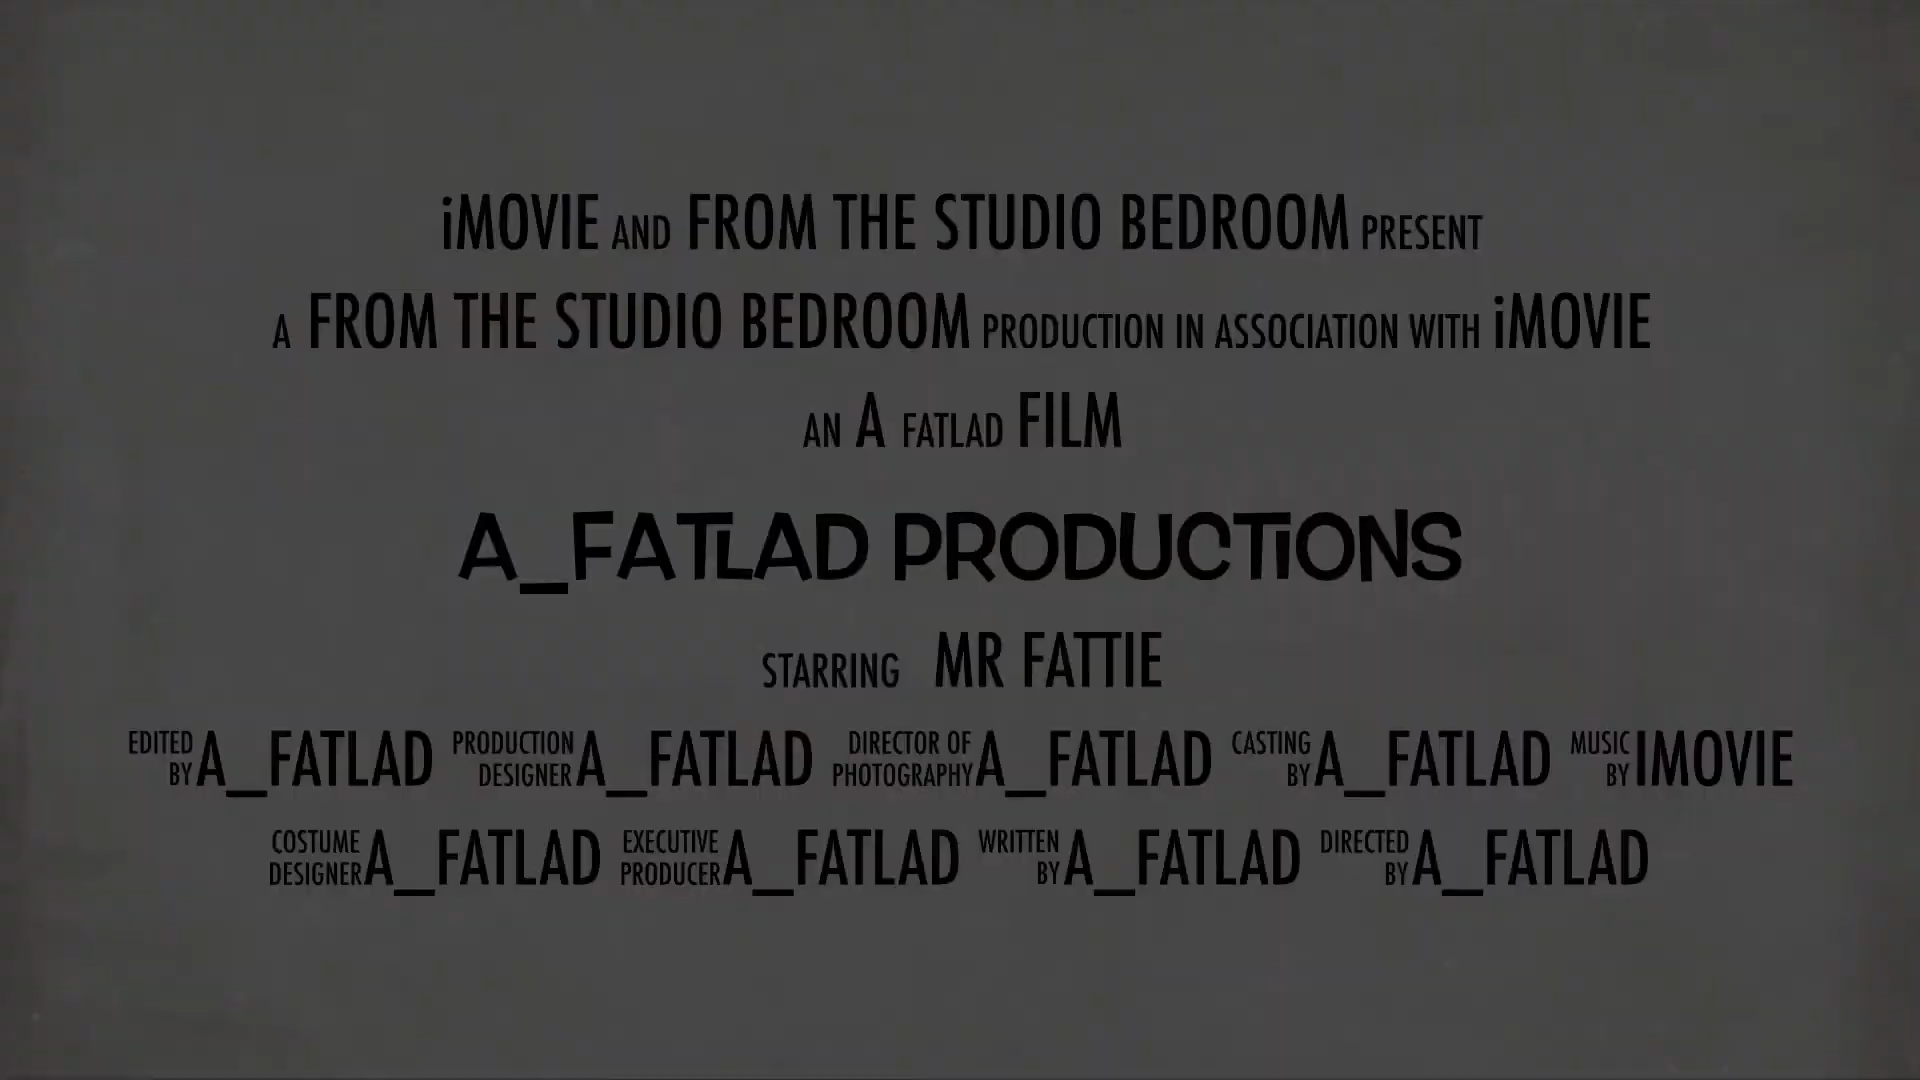 iMOVIE AND FROM THE STUDIO BEDROOM PRESENT
A FROM THE STUDIO BEDROOM PRODUCTION IN ASSOCIATION WITH iMOVIE
AN A FATLAD FILM
A_FATLAD PRODUCTIONS
STARRING MR FATTIE
EDITED BY A_FATLAD PRODUCTION DESIGNER A_FATLAD DIRECTOR OF PHOTOGRAPHY A_FATLAD CASTING BY A_FATLAD MUSIC BY IMOVIE
COSTUME DESIGNER A_FATLAD EXECUTIVE PRODUCER A_FATLAD WRITTEN BY A_FATLAD DIRECTED BY A_FATLAD